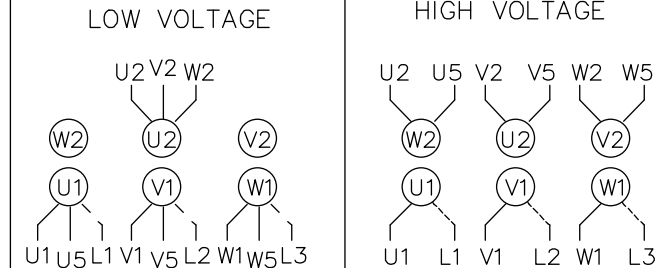 LOW VOLTAGE
U2 V2 W2
W2 U2 V2
U1 V1 W1
U1 U5 L1 V1 V5 L2 W1 W5 L3
HIGH VOLTAGE
U2 U5 V2 V5 W2 W5
W2 U2 V2
U1 V1 W1
U1 L1 V1 L2 W1 L3